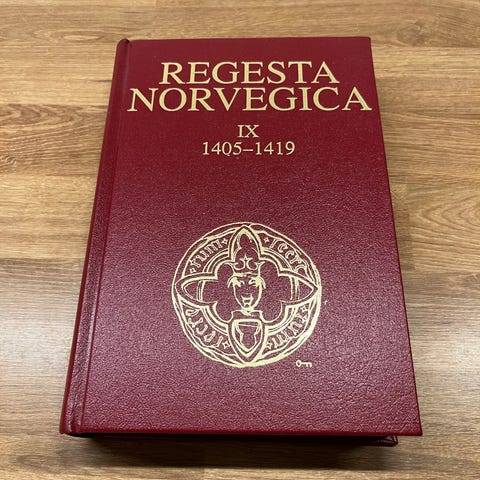 REGESTA
NORVEGICA
IX
1405–1419